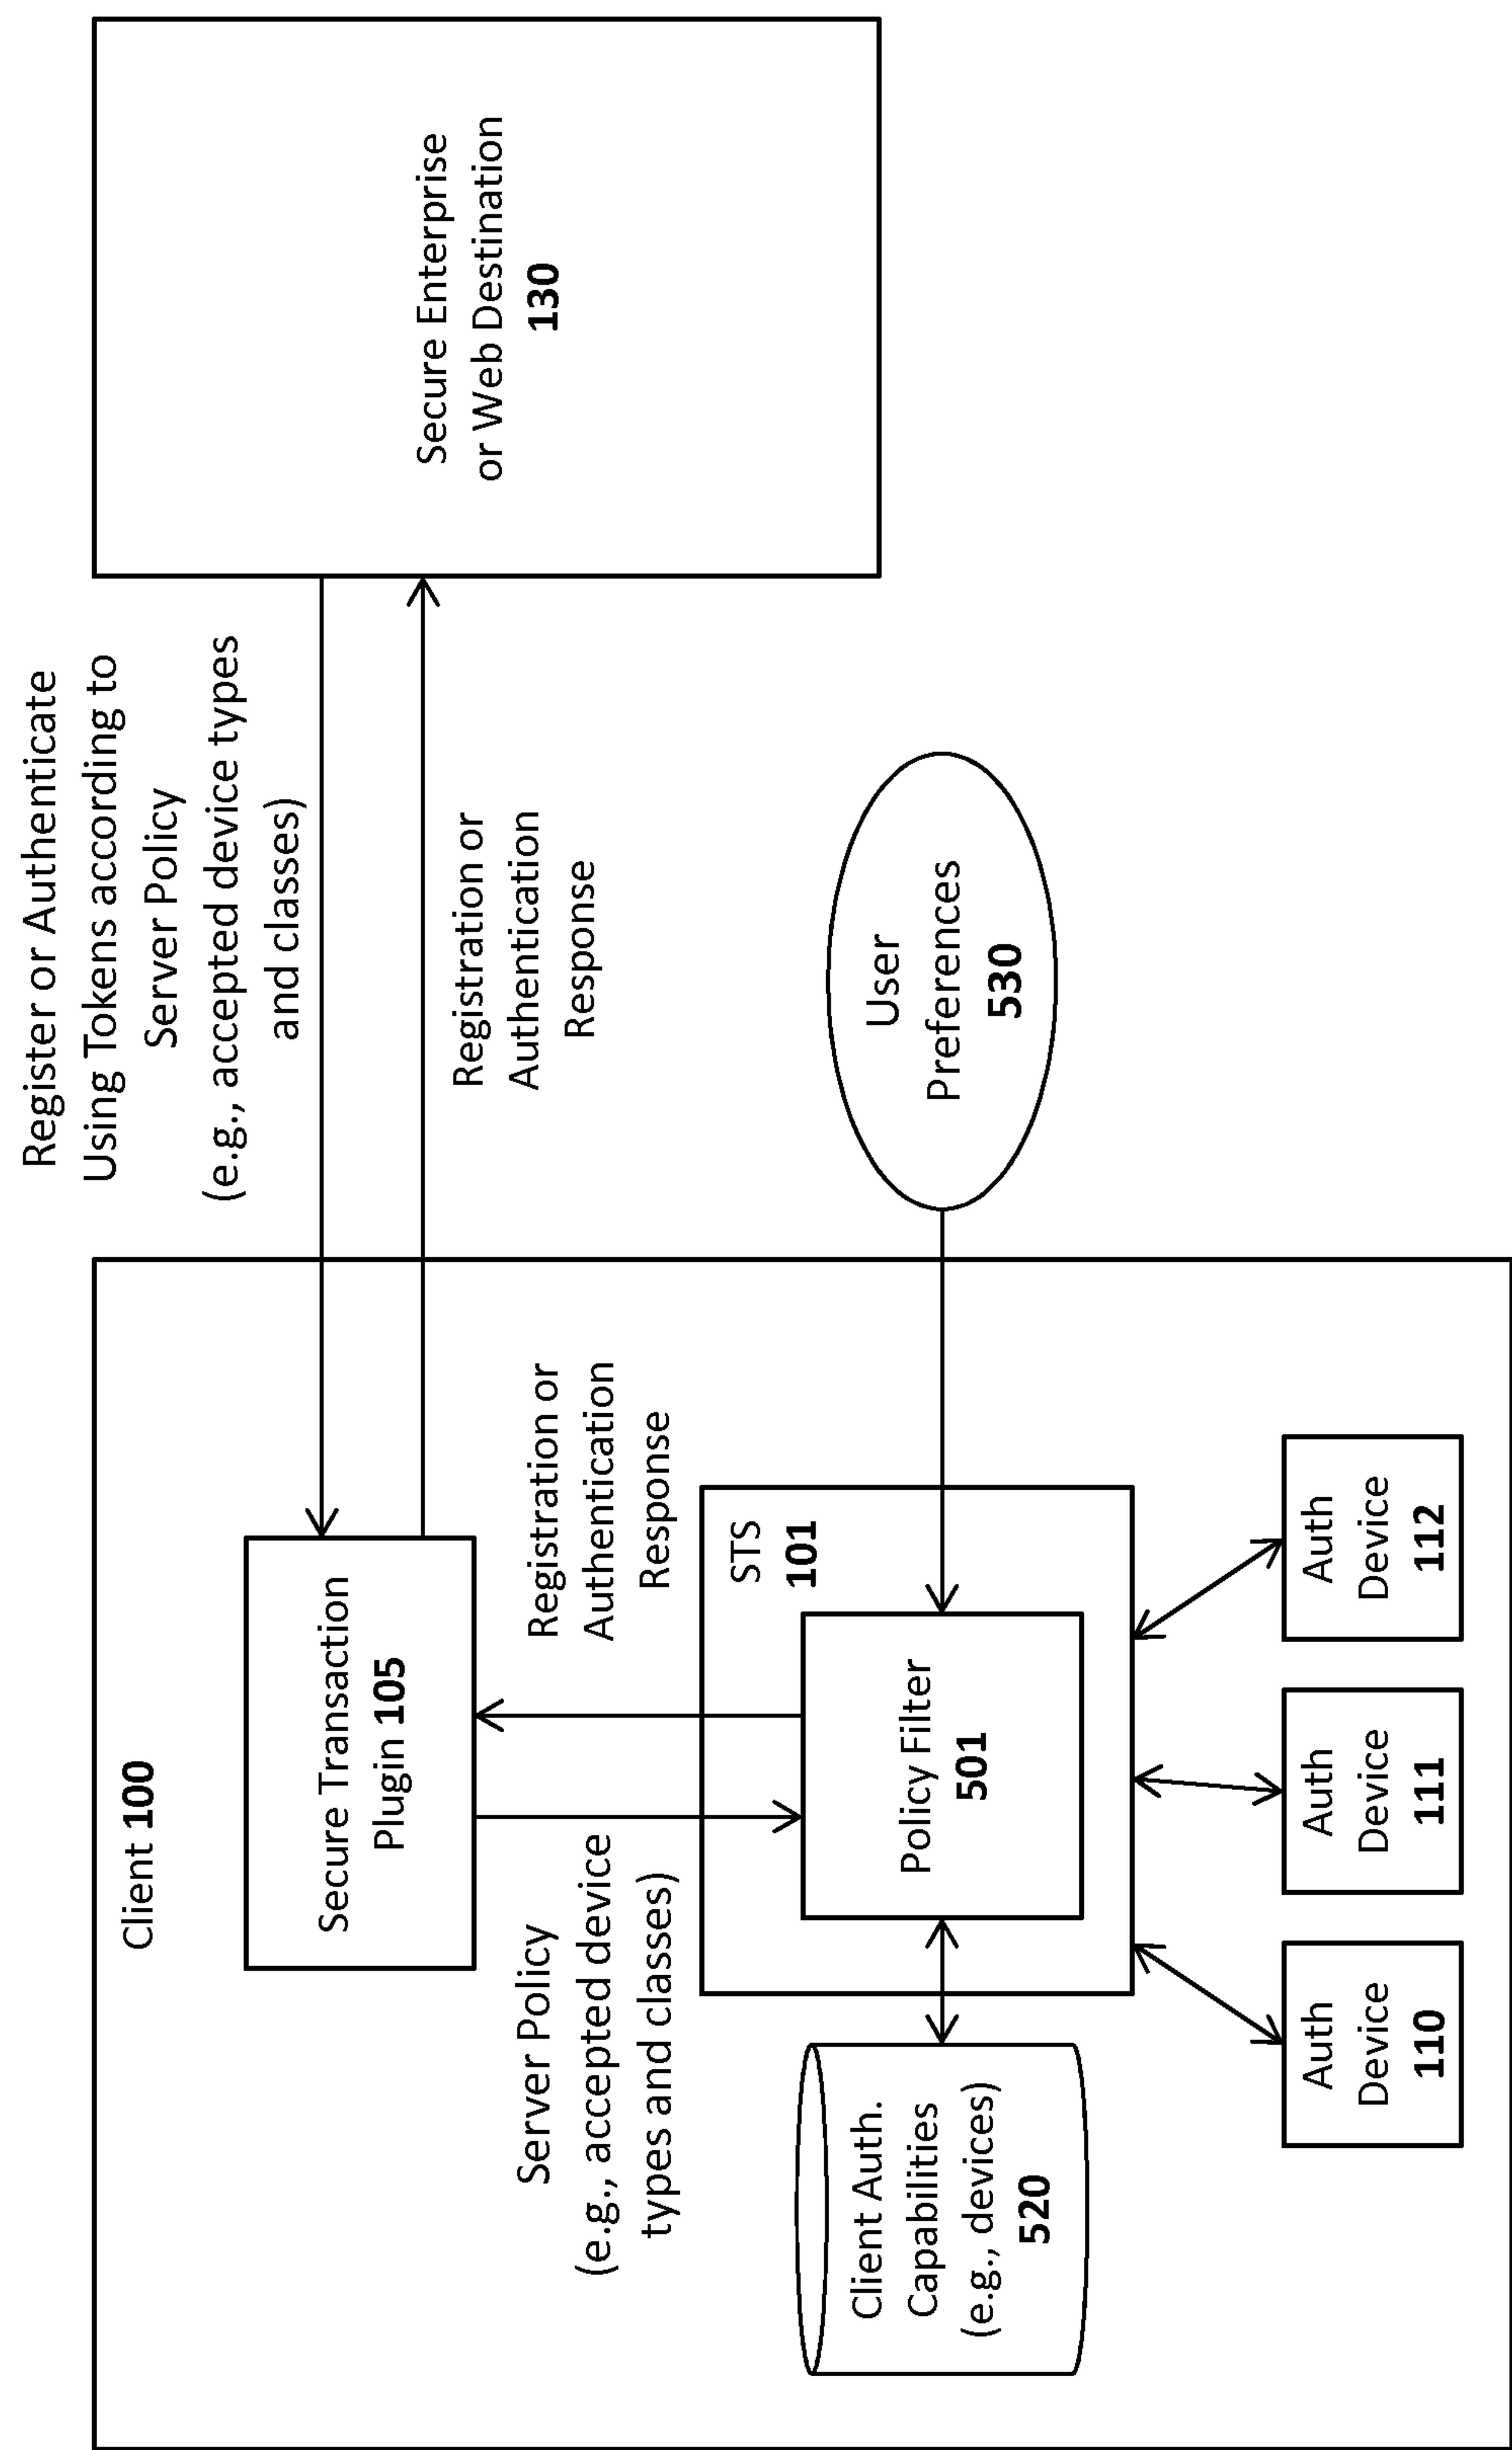 Client 100
Secure Transaction
Plugin 105
Register or Authenticate
Using Tokens according to
Server Policy
(e.g., accepted device types
and classes)
Registration or
Authentication
Response
Secure Enterprise
or Web Destination
130
Server Policy
(e.g., accepted device
types and classes)
Registration or
Authentication
Response
STS
101
Policy Filter
501
Client Auth.
Capabilities
(e.g., devices)
520
User
Preferences
530
Auth
Device
110
Auth
Device
111
Auth
Device
112